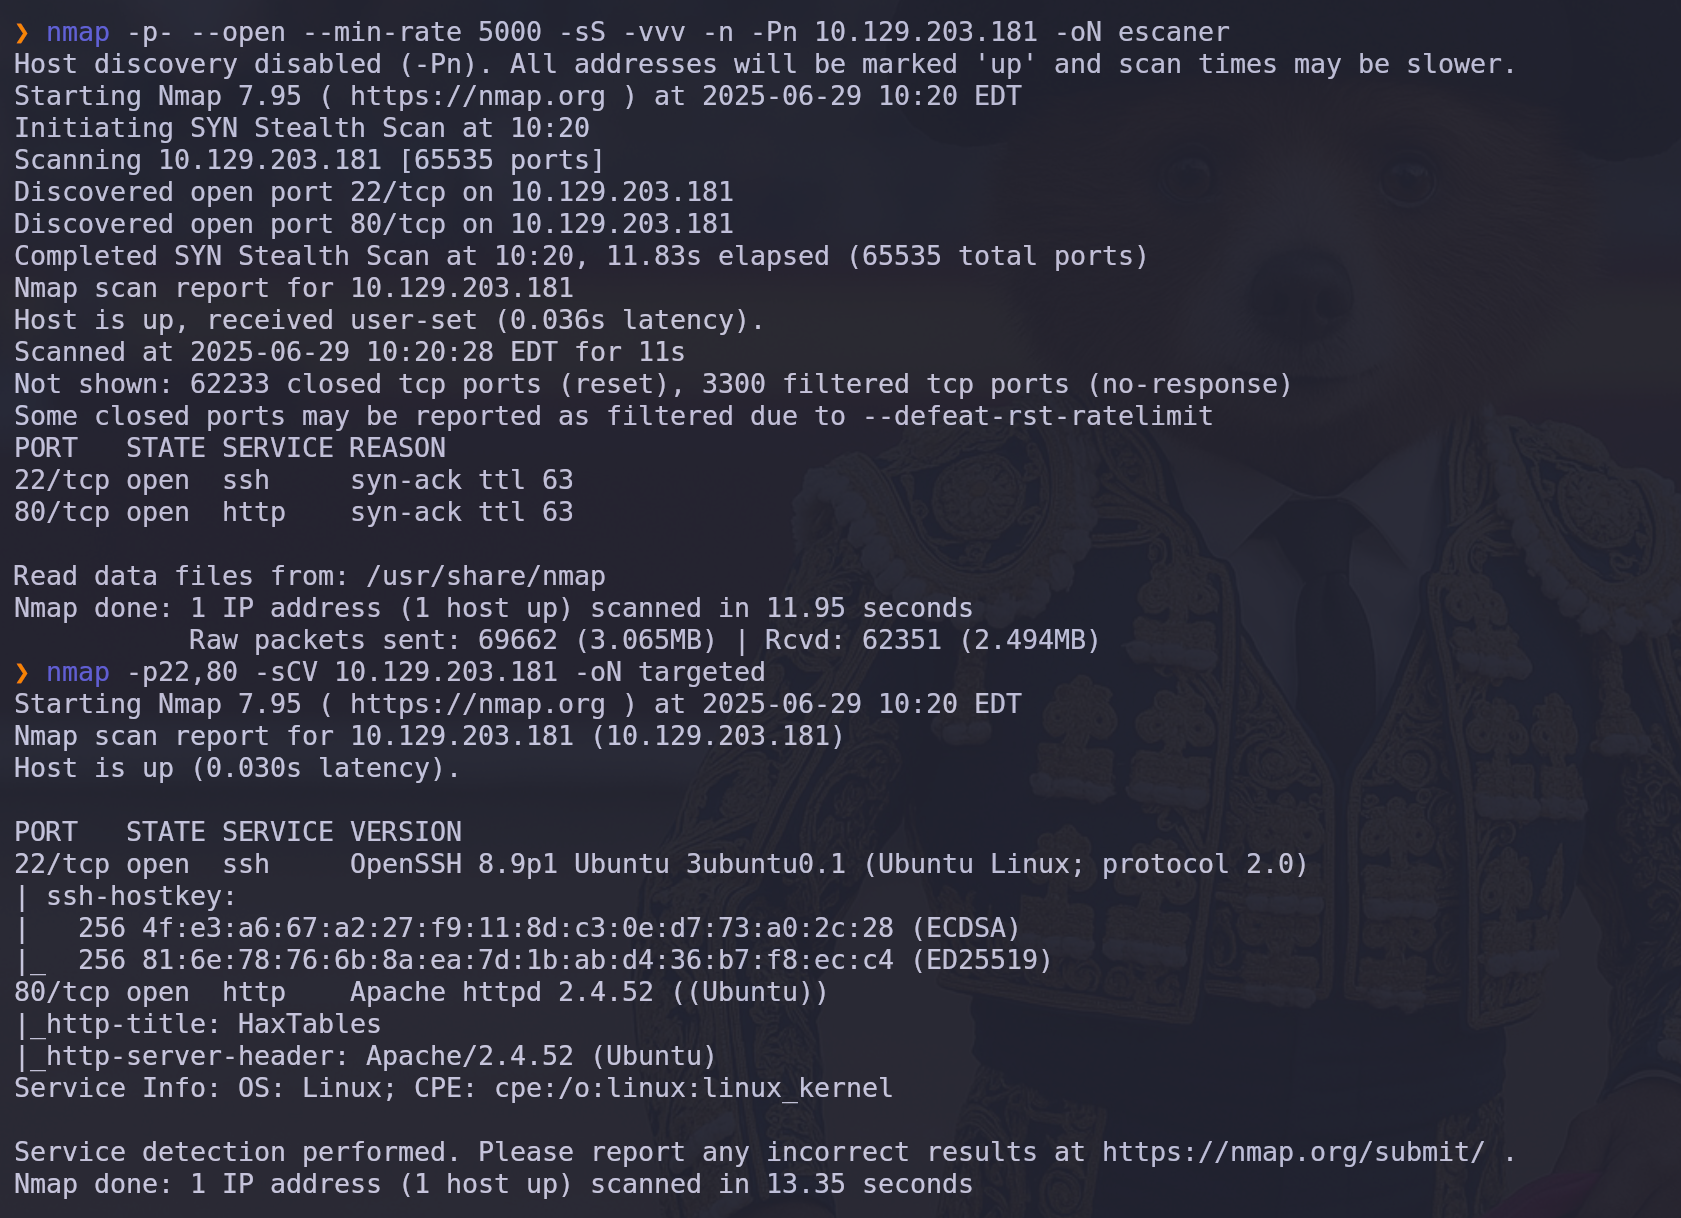 ❯ nmap -p- --open --min-rate 5000 -sS -vvv -n -Pn 10.129.203.181 -oN escaner
Host discovery disabled (-Pn). All addresses will be marked 'up' and scan times may be slower.
Starting Nmap 7.95 ( https://nmap.org ) at 2025-06-29 10:20 EDT
Initiating SYN Stealth Scan at 10:20
Scanning 10.129.203.181 [65535 ports]
Discovered open port 22/tcp on 10.129.203.181
Discovered open port 80/tcp on 10.129.203.181
Completed SYN Stealth Scan at 10:20, 11.83s elapsed (65535 total ports)
Nmap scan report for 10.129.203.181
Host is up, received user-set (0.036s latency).
Scanned at 2025-06-29 10:20:28 EDT for 11s
Not shown: 62233 closed tcp ports (reset), 3300 filtered tcp ports (no-response)
Some closed ports may be reported as filtered due to --defeat-rst-ratelimit
PORT   STATE SERVICE REASON
22/tcp open  ssh     syn-ack ttl 63
80/tcp open  http    syn-ack ttl 63

Read data files from: /usr/share/nmap
Nmap done: 1 IP address (1 host up) scanned in 11.95 seconds
           Raw packets sent: 69662 (3.065MB) | Rcvd: 62351 (2.494MB)
❯ nmap -p22,80 -sCV 10.129.203.181 -oN targeted
Starting Nmap 7.95 ( https://nmap.org ) at 2025-06-29 10:20 EDT
Nmap scan report for 10.129.203.181 (10.129.203.181)
Host is up (0.030s latency).

PORT   STATE SERVICE VERSION
22/tcp open  ssh     OpenSSH 8.9p1 Ubuntu 3ubuntu0.1 (Ubuntu Linux; protocol 2.0)
| ssh-hostkey:
|   256 4f:e3:a6:67:a2:27:f9:11:8d:c3:0e:d7:73:a0:2c:28 (ECDSA)
|_  256 81:6e:78:76:6b:8a:ea:7d:1b:ab:d4:36:b7:f8:ec:c4 (ED25519)
80/tcp open  http    Apache httpd 2.4.52 ((Ubuntu))
|_http-title: HaxTables
|_http-server-header: Apache/2.4.52 (Ubuntu)
Service Info: OS: Linux; CPE: cpe:/o:linux:linux_kernel

Service detection performed. Please report any incorrect results at https://nmap.org/submit/ .
Nmap done: 1 IP address (1 host up) scanned in 13.35 seconds